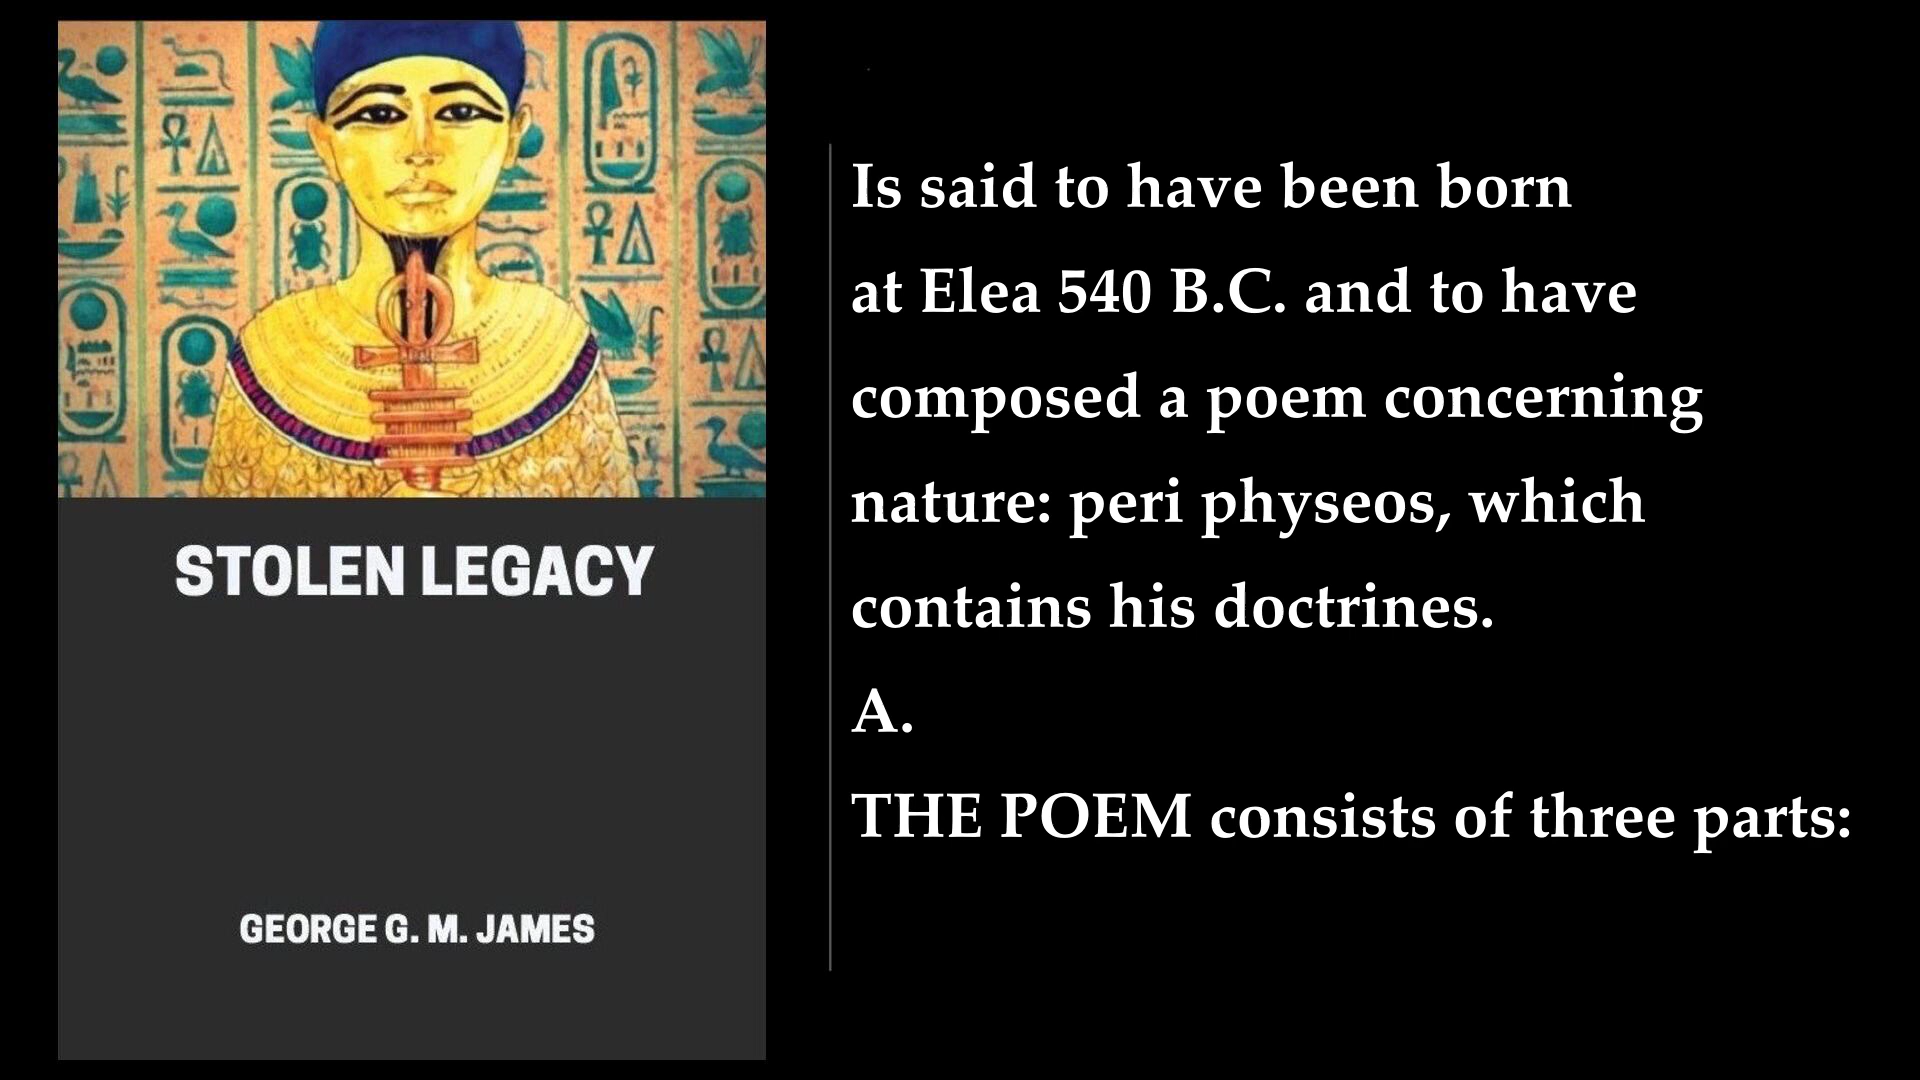 STOLEN LEGACY
GEORGE G. M. JAMES
Is said to have been born
at Elea 540 B.C. and to have
composed a poem concerning
nature: peri physeos, which
contains his doctrines.
A.
THE POEM consists of three parts: